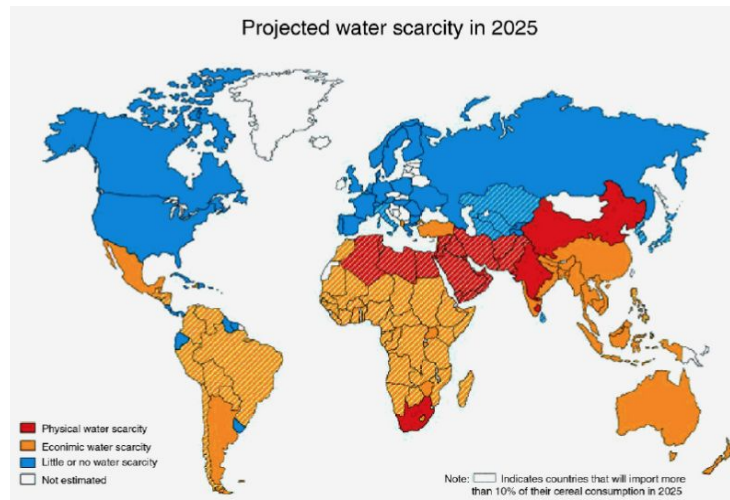 Projected water scarcity in 2025
Physical water scarcity
Econimic water scarcity
Little or no water scarcity
Not estimated
Note: Indicates countries that will import more
than 10% of their cereal consumption in 2025